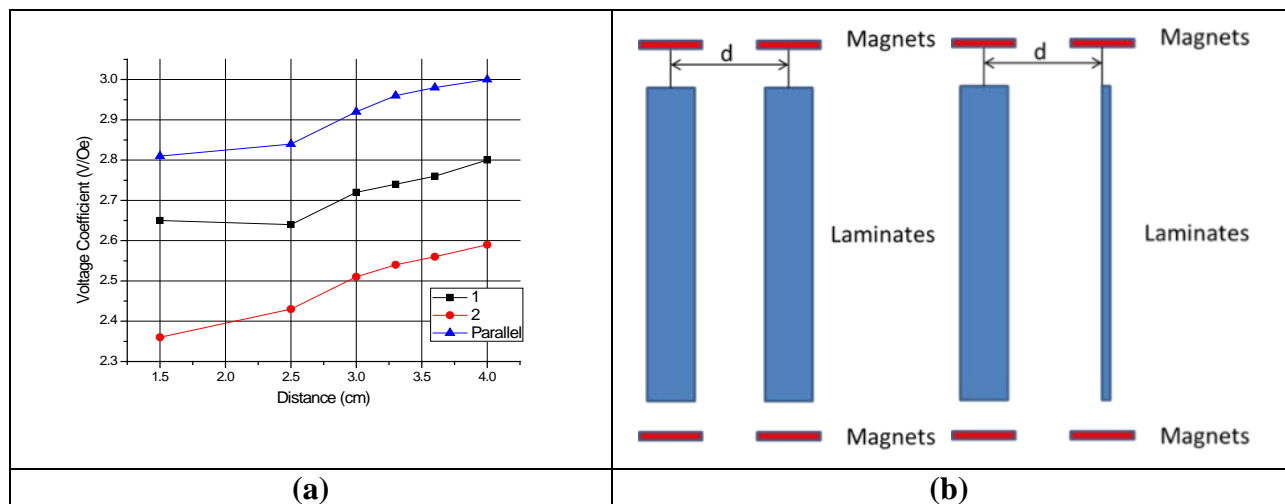 3.0
2.9
2.8
2.7
2.6
2.5
2.4
2.3
Voltage Coefficient (V/Oe)
1
2
Parallel
1.5 2.0 2.5 3.0 3.5 4.0
Distance (cm)
Magnets Magnets
d d
Laminates Laminates
Magnets Magnets
(a) (b)